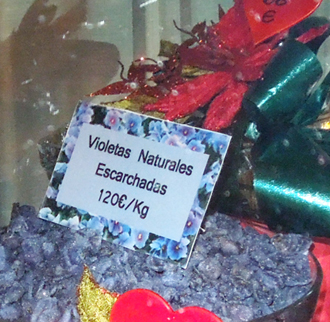 Violetas Naturales
Escarchadas
120€/Kg
€